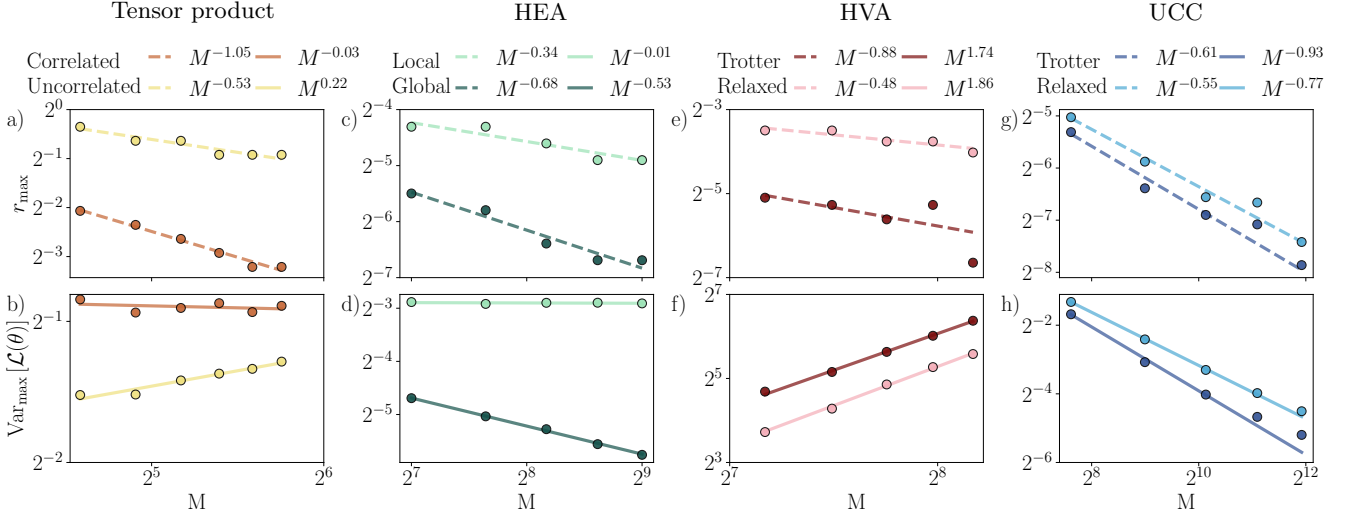 Tensor product HEA HVA UCC
Correlated M^{-1.05} M^{-0.03} Local M^{-0.34} M^{-0.01} Trotter M^{-0.88} M^{1.74} Trotter M^{-0.61} M^{-0.93}
Uncorrelated M^{-0.53} M^{0.22} Global M^{-0.68} M^{-0.53} Relaxed M^{-0.48} M^{1.86} Relaxed M^{-0.55} M^{-0.77}
a)
r_{max}
2^0
2^{-1}
2^{-2}
2^{-3}
c)
2^{-4}
2^{-5}
2^{-6}
2^{-7}
e)
2^{-3}
2^{-5}
2^{-7}
g)
2^{-5}
2^{-6}
2^{-7}
2^{-8}
b)
Var_{max}[𝓛(θ)]
2^{-1}
2^{-2}
2^5 2^6
M
d)
2^{-3}
2^{-5}
2^7 2^8 2^9
M
f)
2^7
2^5
2^3
2^7 2^8
M
h)
2^{-2}
2^{-4}
2^{-6}
2^8 2^{10} 2^{12}
M